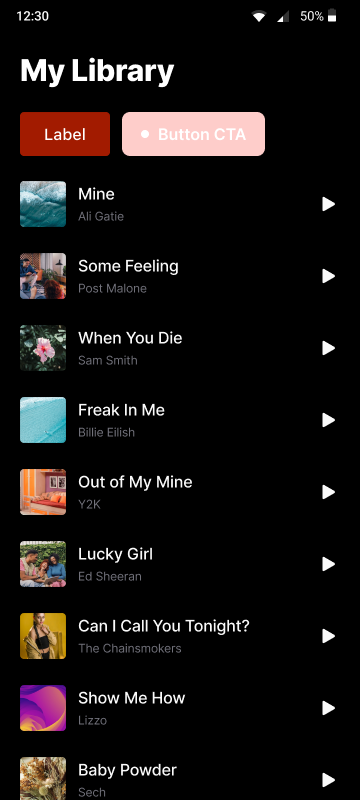 12:30
50%
My Library
Label
Button CTA
Mine
Ali Gatie
Some Feeling
Post Malone
When You Die
Sam Smith
Freak In Me
Billie Eilish
Out of My Mine
Y2K
Lucky Girl
Ed Sheeran
Can I Call You Tonight?
The Chainsmokers
Show Me How
Lizzo
Baby Powder
Sech